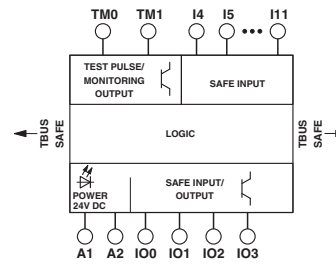 TM0 TM1 I4 I5 ••• I11
TEST PULSE/
MONITORING
OUTPUT
SAFE INPUT
TBUS
SAFE
LOGIC
TBUS
SAFE
POWER
24V DC
SAFE INPUT/
OUTPUT
A1 A2 IO0 IO1 IO2 IO3